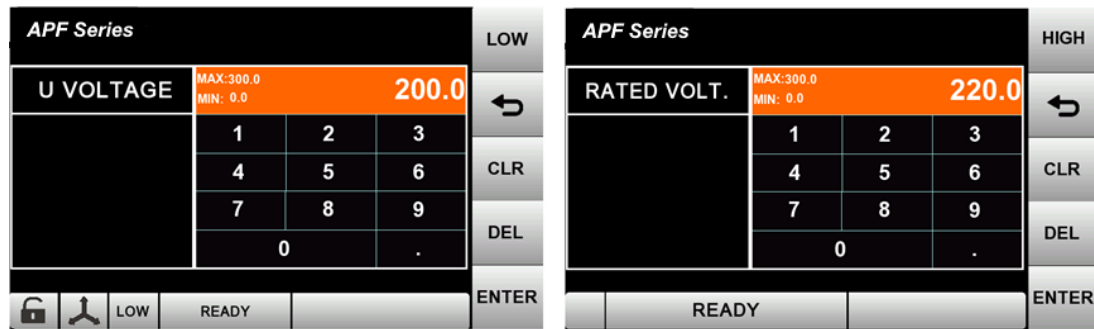 APF Series
LOW
U VOLTAGE
MAX:300.0
MIN: 0.0
200.0
1 2 3
4 5 6
CLR
7 8 9
DEL
0 .
ENTER
LOW READY
APF Series
HIGH
RATED VOLT.
MAX:300.0
MIN: 0.0
220.0
1 2 3
4 5 6
CLR
7 8 9
DEL
0 .
ENTER
READY